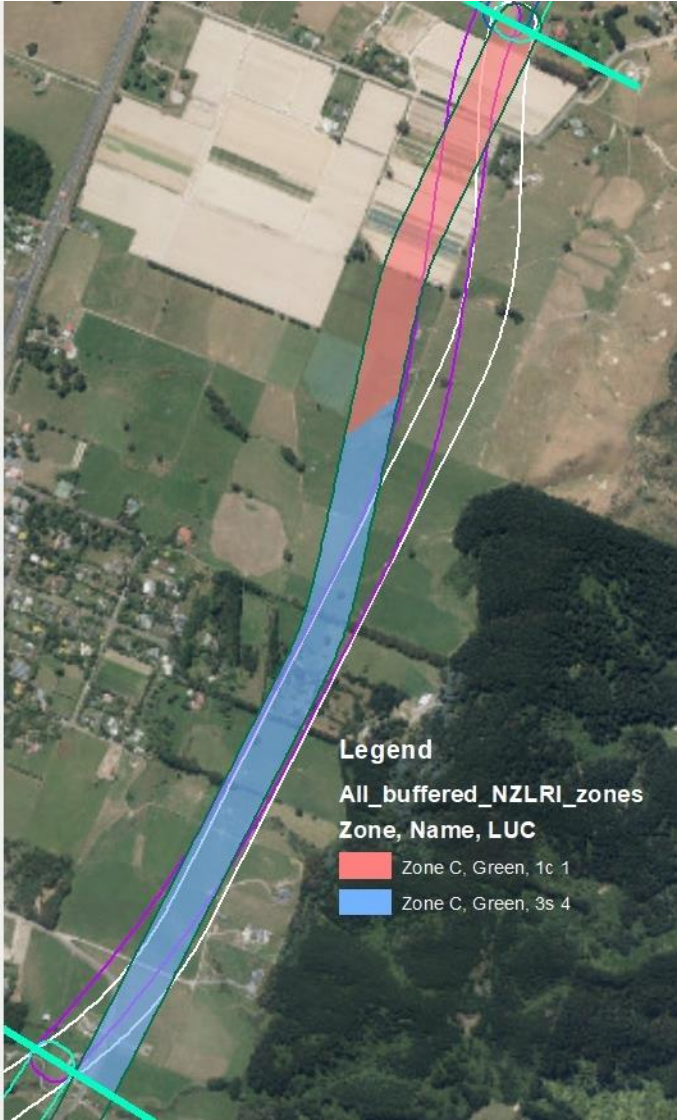 Legend
All_buffered_NZLRI_zones
Zone, Name, LUC
Zone C, Green, 1c 1
Zone C, Green, 3s 4